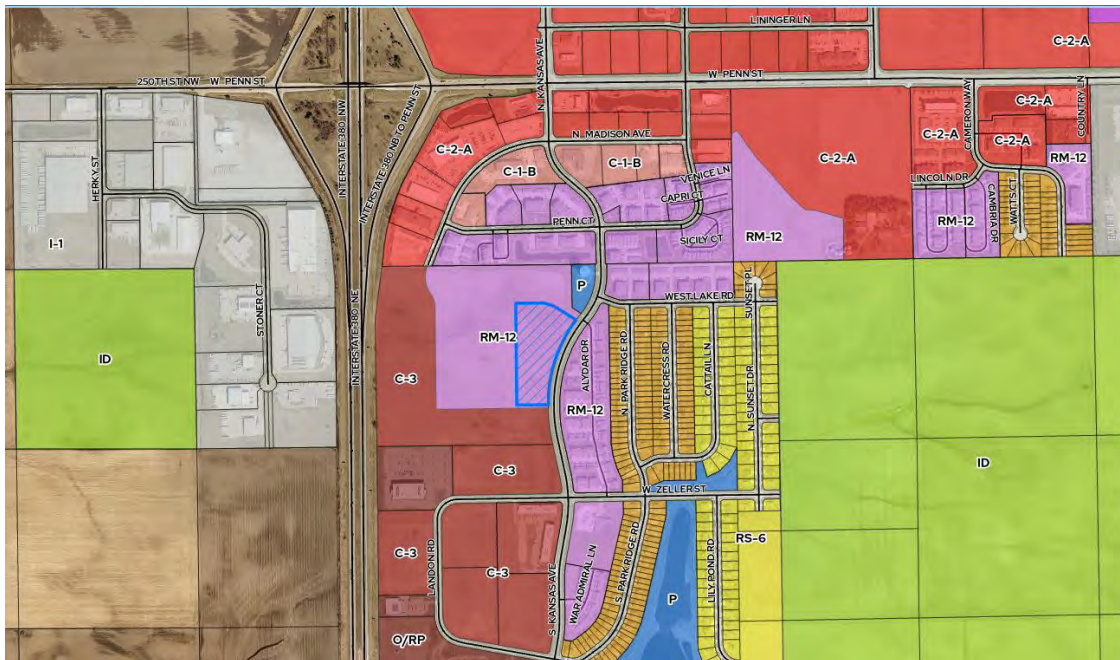 LININGER LN
C-2-A
W. PENN ST
250TH ST NW W. PENN ST
N. KANSAS AVE
INTERSTATE 380 NW
INTERSTATE 380 NB TO PENN ST
HERKY ST
N. MADISON AVE
C-2-A
C-1-B
C-1-B
VENICE LN
CAPRI CT
C-2-A
CAMERON WAY
COUNTRY LN
C-2-A
C-2-A
C-2-A
RM-12
LINCOLN DR
CAMBRIA DR
WATTS CT
PENN CT
SICILY CT
RM-12
RM-12
I-1
STONER CT
P
WEST LAKE RD
SUNSET PL
INTERSTATE 380 NE
RM-12
ID
C-3
ALYDAR DR
N. PARK RIDGE RD
WATERCRESS RD
CATTAIL LN
N. SUNSET DR
RM-12
ID
C-3
W. ZELLER ST
C-3
C-3
LANDON RD
S. KANSAS AVE
WAR ADMIRAL LN
S. PARK RIDGE RD
LILY POND RD
RS-6
P
O/RP